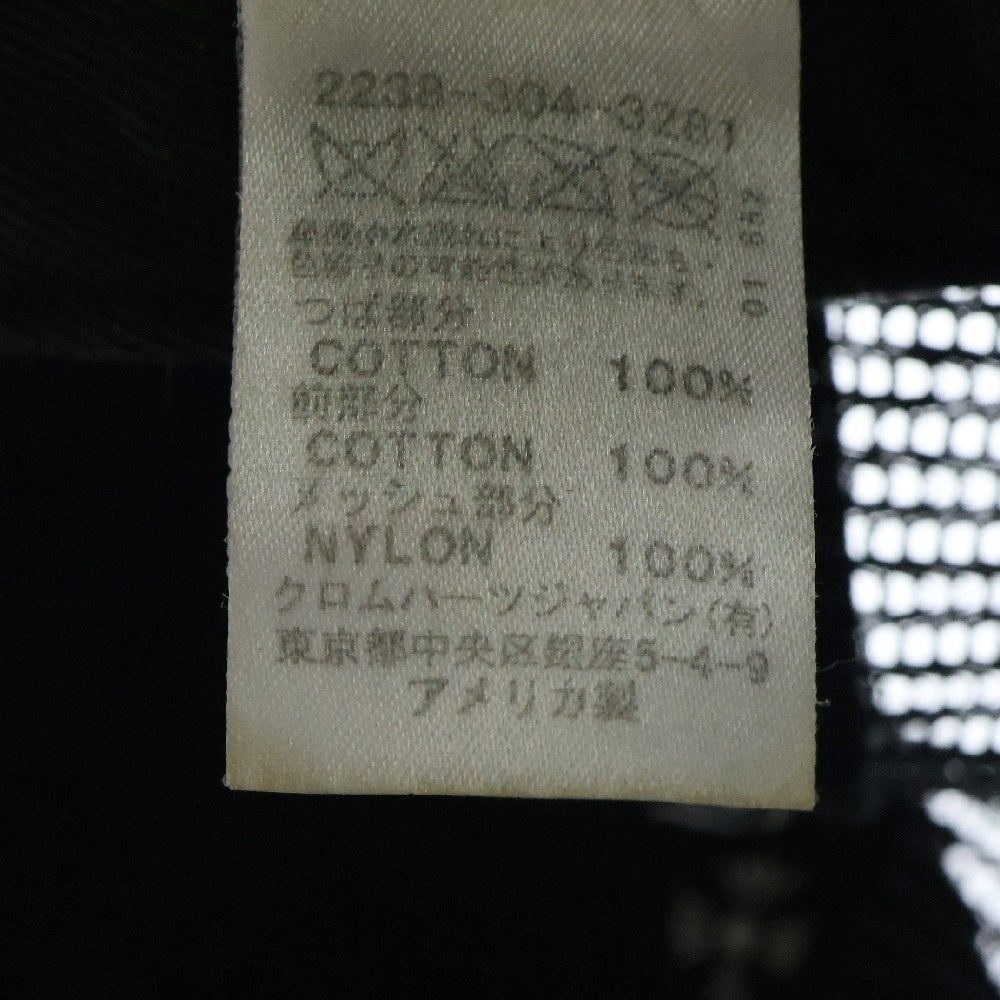 2238-304-3281
つば部分
COTTON 100%
前部分
COTTON 100%
メッシュ部分
NYLON 100%
クロムハーツジャパン(有)
東京都中央区銀座5-4-9
アメリカ製